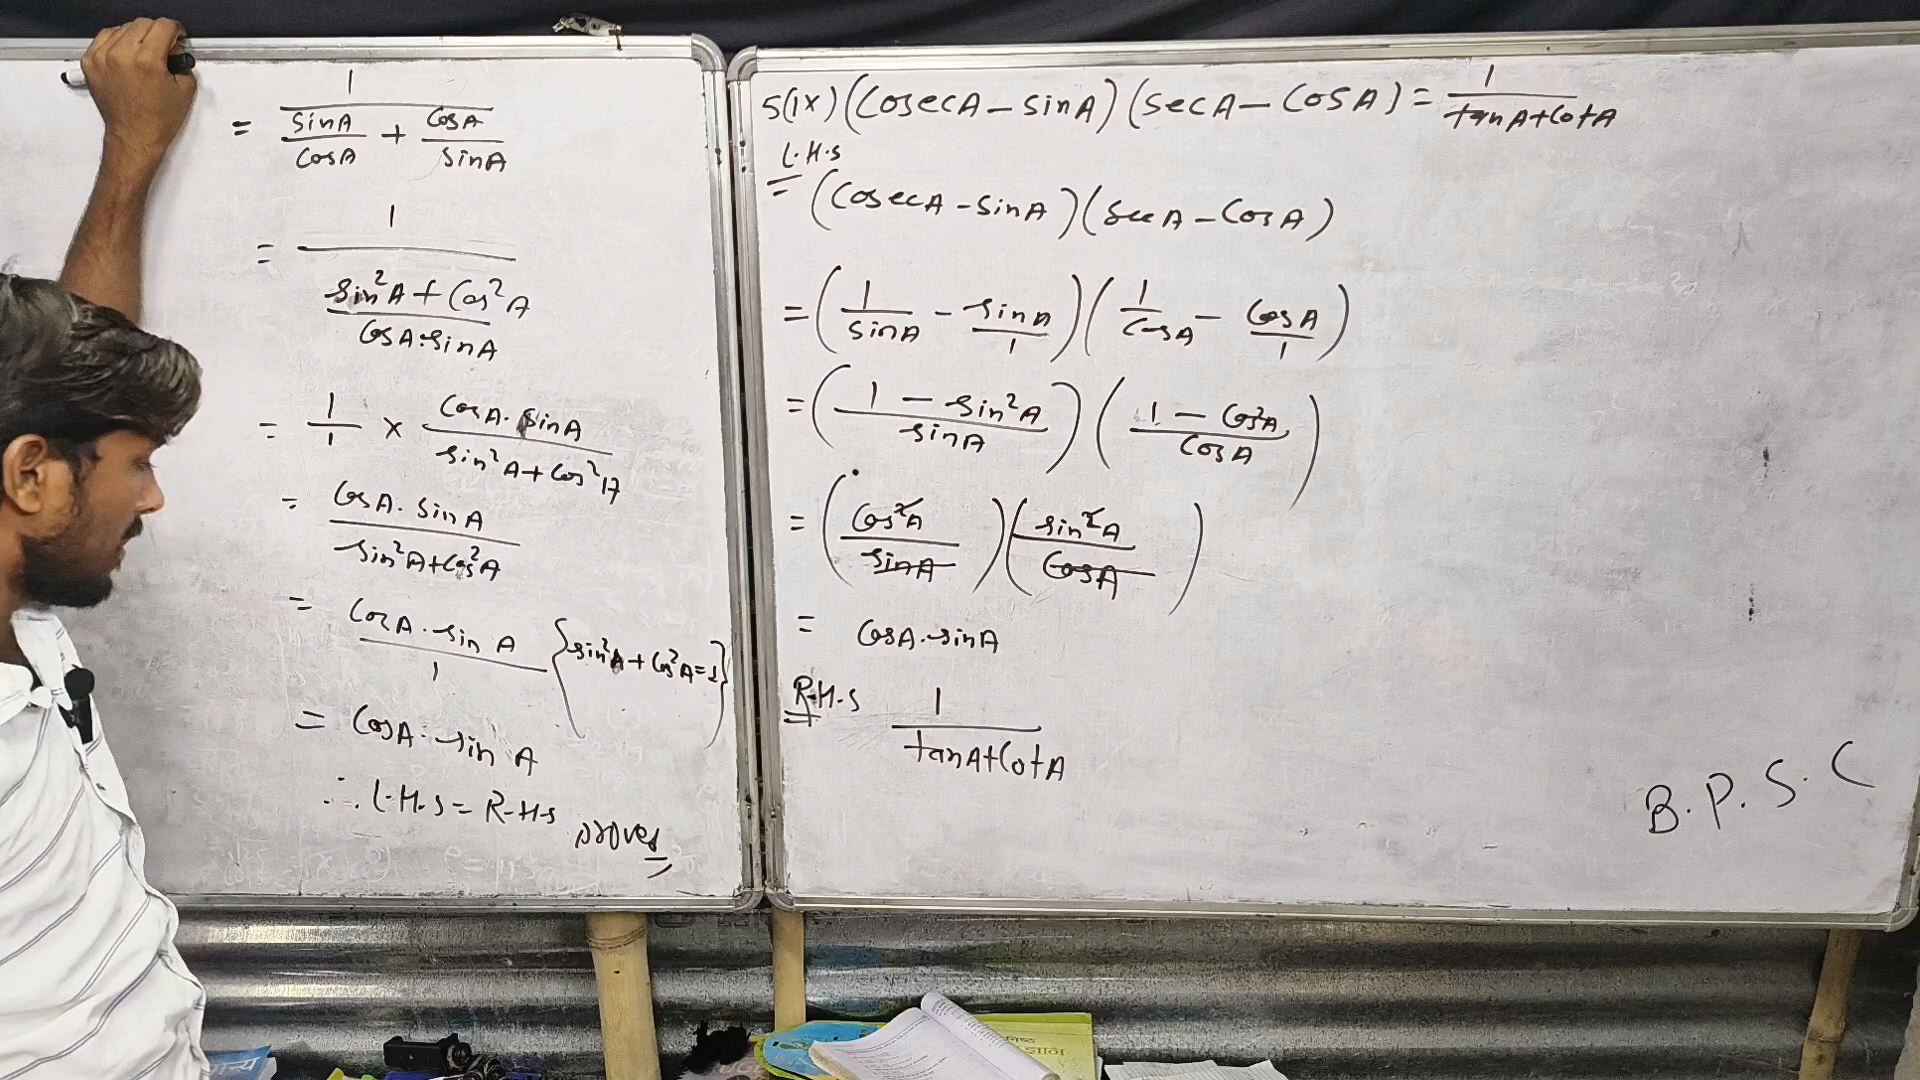 5(ix) (CosecA - sinA) (secA - CosA) = 1/(tanA+CotA)
L.H.S
= (CosecA - sinA)(secA - CosA)
= (1/sinA - sinA/1)(1/CosA - CosA/1)
= ((1 - sin²A)/sinA)((1 - Cos²A)/CosA)
= (Cos²A/sinA)(sin²A/CosA)
= CosA.sinA
R.H.S 1/(tanA+CotA)
= 1/(sinA/CosA + CosA/sinA)
= 1/((sin²A + Cos²A)/(CosA.sinA))
= 1/1 × (CosA.sinA)/(sin²A + Cos²A)
= (CosA.sinA)/(sin²A+Cos²A)
= (CosA.sinA)/1 {sin²A + Cos²A=1}
= CosA.sinA
∴ L.H.S = R.H.S proved
B.P.S.C